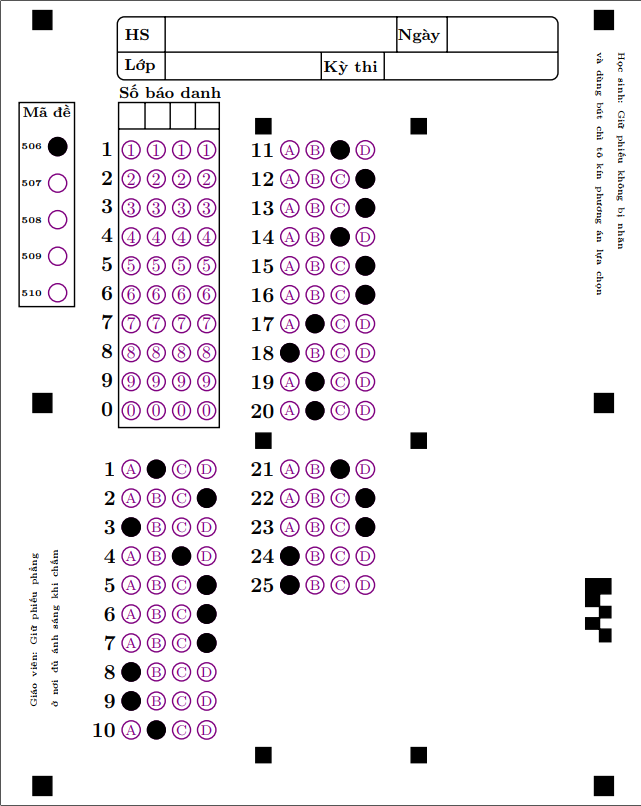 HS
Ngày
Lớp
Kỳ thi
Học sinh: Giữ phiếu không bị nhăn
và dùng bút chì tô kín phương án lựa chọn
Số báo danh
Mã đề
506
507
508
509
510
1 1 1 1 1
2 2 2 2 2
3 3 3 3 3
4 4 4 4 4
5 5 5 5 5
6 6 6 6 6
7 7 7 7 7
8 8 8 8 8
9 9 9 9 9
0 0 0 0 0
11 A B D
12 A B C
13 A B C
14 A B D
15 A B C
16 A B C
17 A C D
18 B C D
19 A C D
20 A C D
1 A C D
2 A B C
3 B C D
4 A B D
5 A B C
6 A B C
7 A B C
8 B C D
9 B C D
10 A C D
21 A B D
22 A B C
23 A B C
24 B C D
25 B C D
Giáo viên: Giữ phiếu phẳng
ở nơi đủ ánh sáng khi chấm